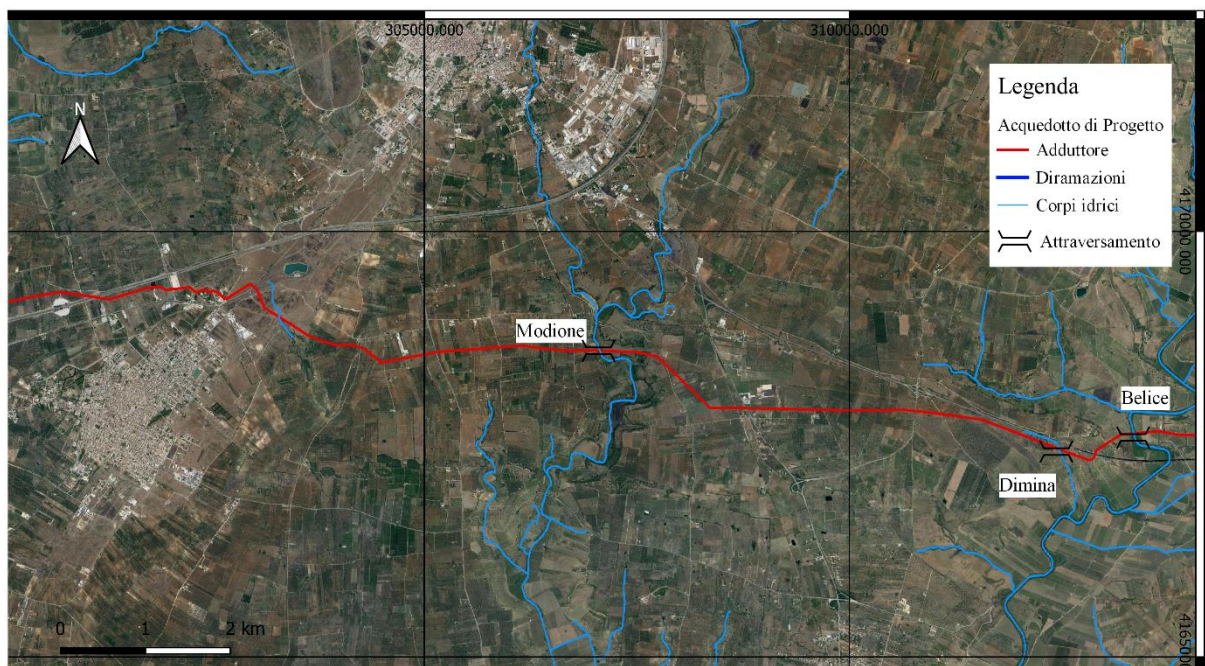 305000.000
310000.000
N
Legenda
Acquedotto di Progetto
Adduttore
Diramazioni
Corpi idrici
Attraversamento
4170000.000
Modione
Belice
Dimina
0 1 2 km
4165000